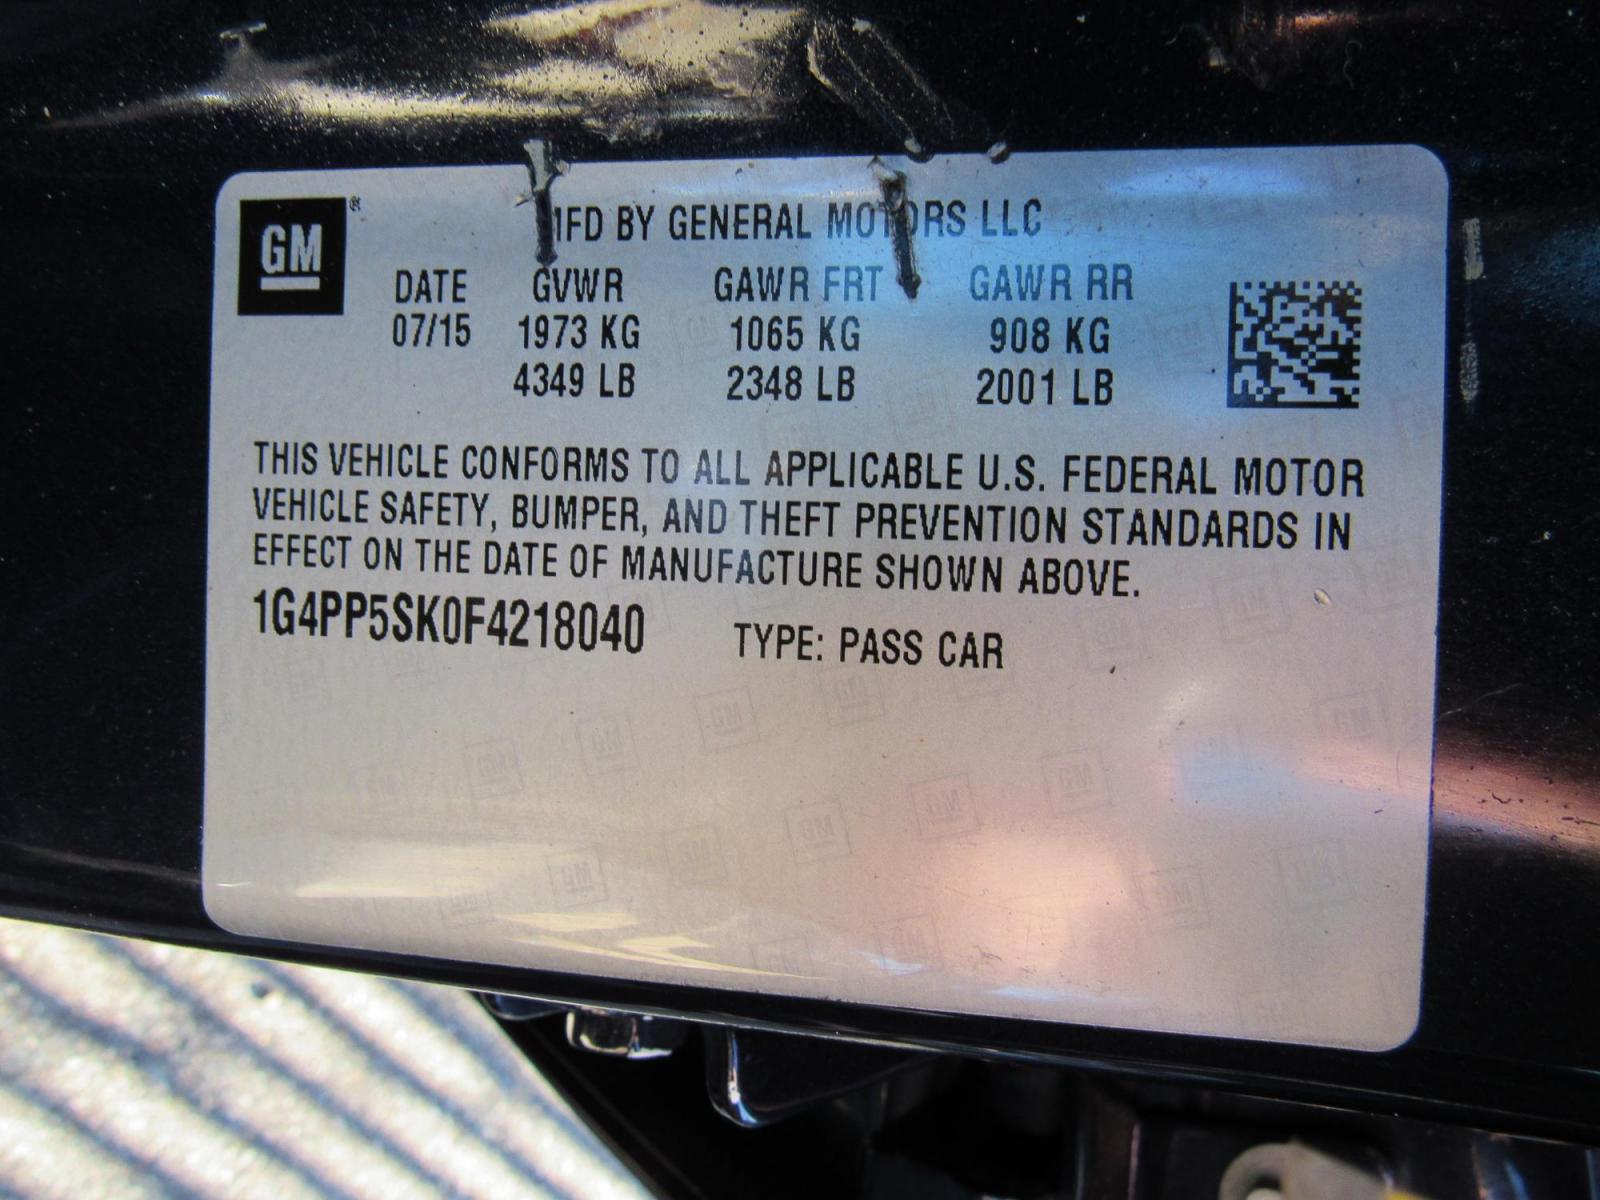 GM®
MFD BY GENERAL MOTORS LLC
DATE GVWR GAWR FRT GAWR RR
07/15 1973 KG 1065 KG 908 KG
4349 LB 2348 LB 2001 LB
THIS VEHICLE CONFORMS TO ALL APPLICABLE U.S. FEDERAL MOTOR
VEHICLE SAFETY, BUMPER, AND THEFT PREVENTION STANDARDS IN
EFFECT ON THE DATE OF MANUFACTURE SHOWN ABOVE.
1G4PP5SK0F4218040 TYPE: PASS CAR